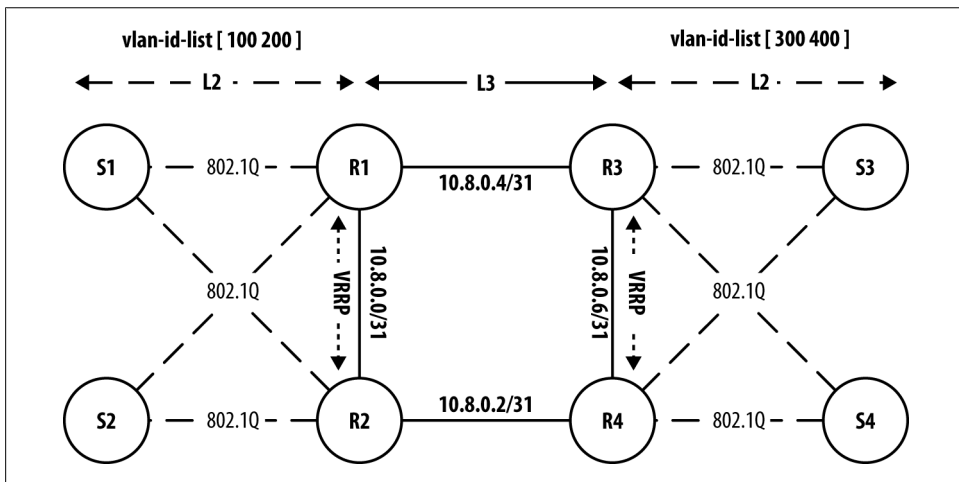 vlan-id-list [ 100 200 ]
vlan-id-list [ 300 400 ]
L2
L3
L2
S1
802.1Q
R1
10.8.0.4/31
R3
802.1Q
S3
802.1Q
VRRP
10.8.0.0/31
10.8.0.6/31
VRRP
802.1Q
S2
802.1Q
R2
10.8.0.2/31
R4
802.1Q
S4